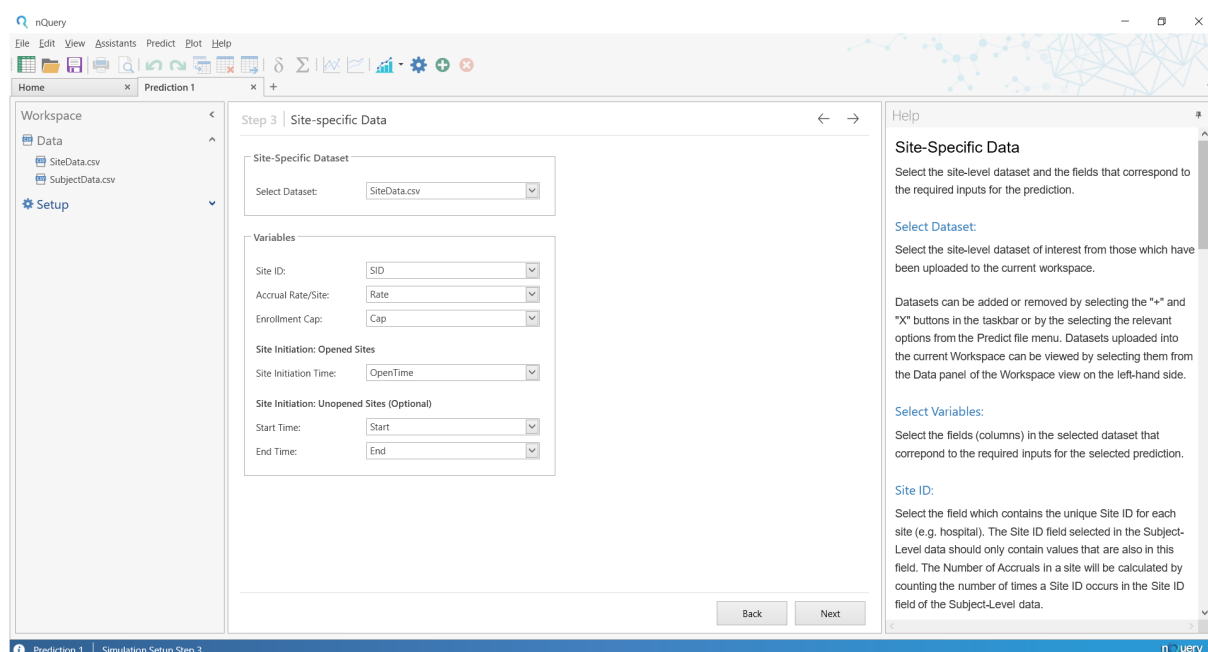 nQuery
File Edit View Assistants Predict Plot Help
Home × Prediction 1 × +
Workspace
Data
SiteData.csv
SubjectData.csv
Setup
Step 3 | Site-specific Data
Site-Specific Dataset
Select Dataset: SiteData.csv
Variables
Site ID: SID
Accrual Rate/Site: Rate
Enrollment Cap: Cap
Site Initiation: Opened Sites
Site Initiation Time: OpenTime
Site Initiation: Unopened Sites (Optional)
Start Time: Start
End Time: End
Back Next
Help
Site-Specific Data
Select the site-level dataset and the fields that correspond to
the required inputs for the prediction.
Select Dataset:
Select the site-level dataset of interest from those which have
been uploaded to the current workspace.
Datasets can be added or removed by selecting the "+" and
"X" buttons in the taskbar or by the selecting the relevant
options from the Predict file menu. Datasets uploaded into
the current Workspace can be viewed by selecting them from
the Data panel of the Workspace view on the left-hand side.
Select Variables:
Select the fields (columns) in the selected dataset that
correpond to the required inputs for the selected prediction.
Site ID:
Select the field which contains the unique Site ID for each
site (e.g. hospital). The Site ID field selected in the Subject-
Level data should only contain values that are also in this
field. The Number of Accruals in a site will be calculated by
counting the number of times a Site ID occurs in the Site ID
field of the Subject-Level data.
Prediction 1 | Simulation Setup Step 3
nQuery